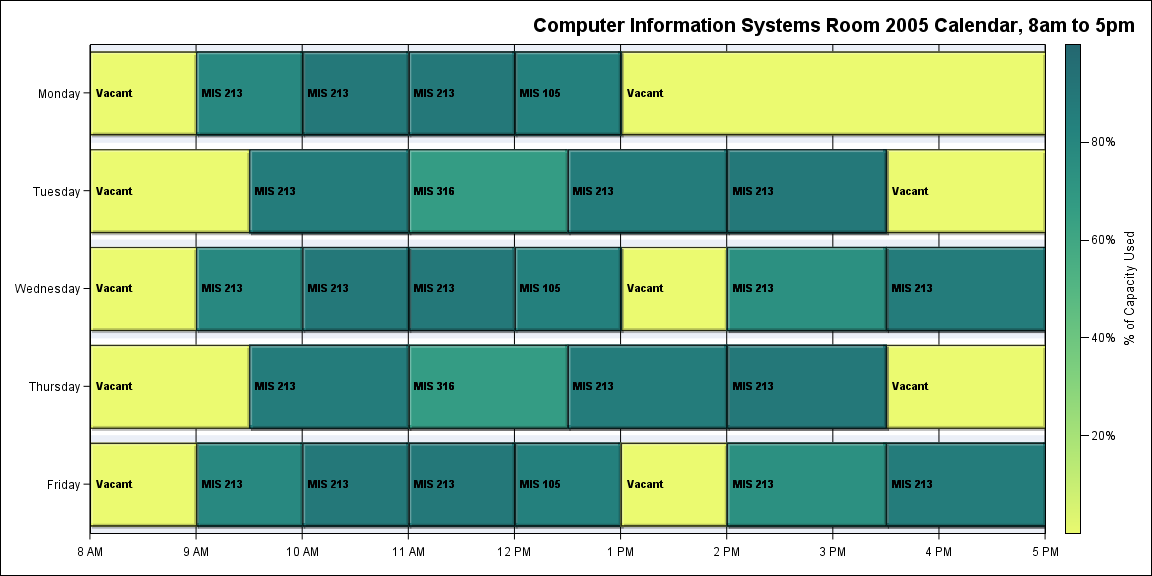 Computer Information Systems Room 2005 Calendar, 8am to 5pm
Monday
Vacant
MIS 213
MIS 213
MIS 213
MIS 105
Vacant
Tuesday
Vacant
MIS 213
MIS 316
MIS 213
MIS 213
Vacant
Wednesday
Vacant
MIS 213
MIS 213
MIS 213
MIS 105
Vacant
MIS 213
MIS 213
Thursday
Vacant
MIS 213
MIS 316
MIS 213
MIS 213
Vacant
Friday
Vacant
MIS 213
MIS 213
MIS 213
MIS 105
Vacant
MIS 213
MIS 213
8 AM
9 AM
10 AM
11 AM
12 PM
1 PM
2 PM
3 PM
4 PM
5 PM
80%
60%
40%
20%
% of Capacity Used